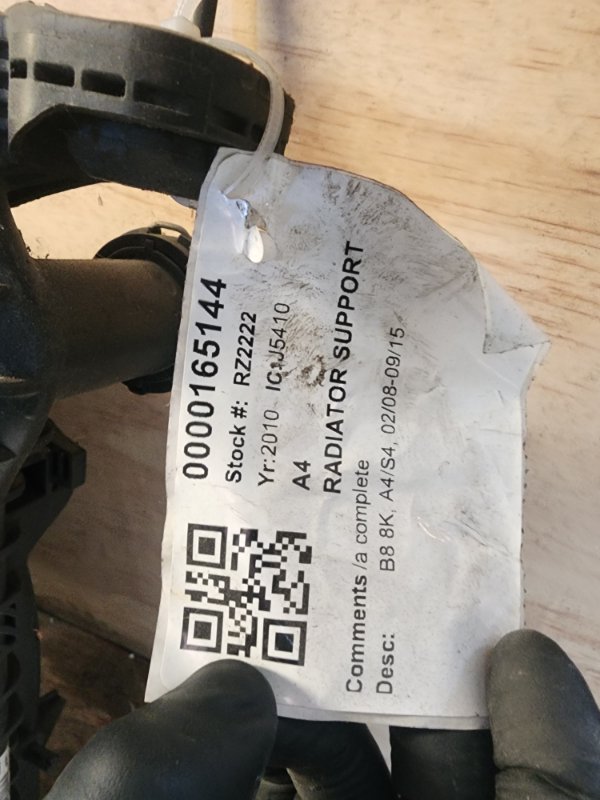 0000165144
Stock #: RZ2222
Yr:2010 IC:J5410
A4
RADIATOR SUPPORT
Comments /a complete
Desc: B8 8K, A4/S4, 02/08-09/15